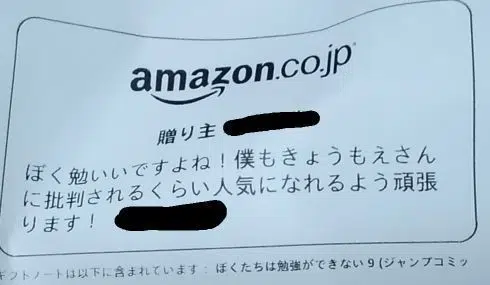 amazon.co.jp
贈り主
ぼく勉いいですよね！僕もきょうもえさん
に批判されるくらい人気になれるよう頑張
ります！
ギフトノートは以下に含まれています： ぼくたちは勉強ができない 9 (ジャンプコミッ